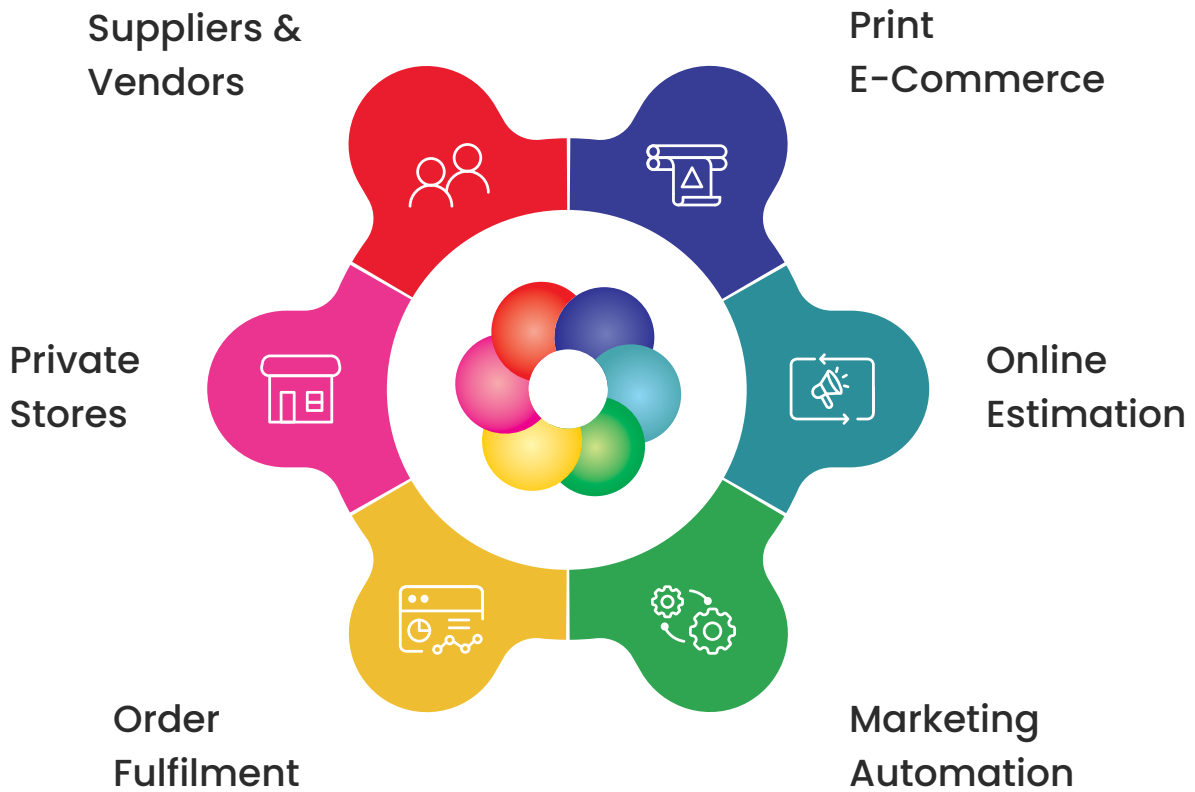 Suppliers &
Vendors
Print
E-Commerce
Private
Stores
Online
Estimation
Order
Fulfilment
Marketing
Automation